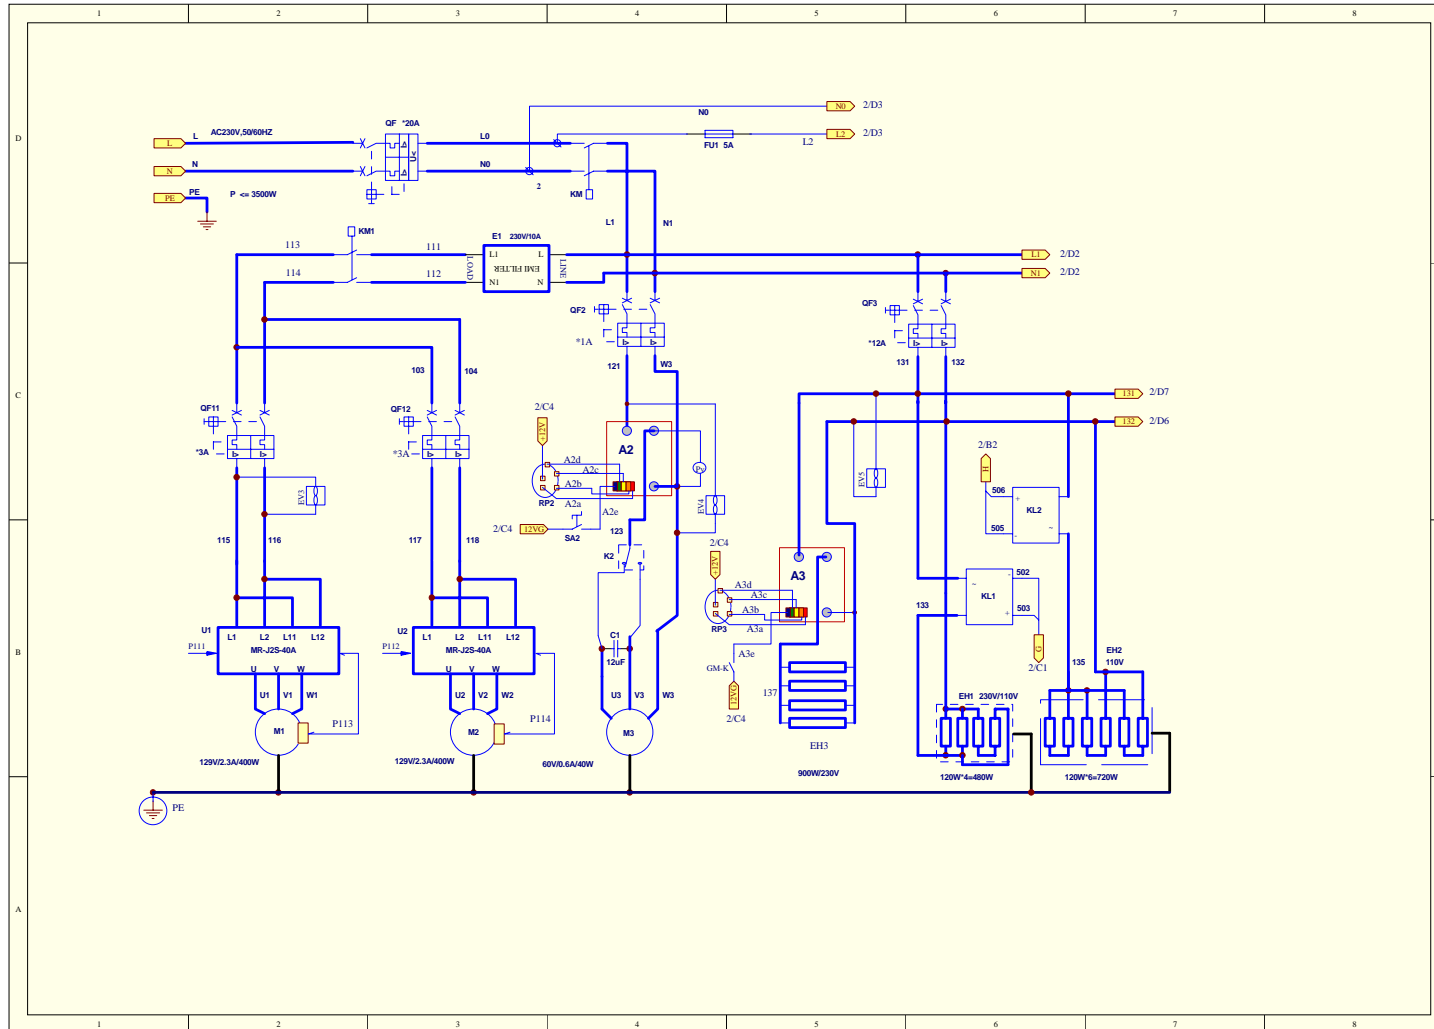 1 2 3 4 5 6 7 8
D
C
B
A
L
L
AC230V,50/60HZ
QF *20A
U<
L0
N
N
N0
PE
PE
P <= 3500W
2
KM
N0
N0 2/D3
L2 2/D3
FU1 5A
L2
L1
N1
KM1
113
111
114
112
E1 230V/10A
L1
L
EMI FILTER
N1
N
LOAD
LINE
L1 2/D2
N1 2/D2
QF2
*1A
I> I>
121
W3
QF3
*12A
I> I>
131
132
103
104
131 2/D7
132 2/D6
QF11
*3A
I> I>
QF12
*3A
I> I>
EV3
115
116
117
118
2/C4
+12V
A2
A2d
A2c
A2b
A2a
A2e
RP2
2/C4
12VG
SA2
EV4
123
K2
C1
12uF
2/C4
+12V
A3
A3d
A3c
A3b
A3a
A3e
RP3
GM-K
12VG
2/C4
EV5
137
EH3
900W/230V
2/B2
H
506
505
+
-
~
KL2
KL1
~
-
+
502
503
G
2/C1
133
135
EH2
110V
EH1 230V/110V
120W*4=480W
120W*6=720W
U1
L1 L2 L11 L12
MR-J2S-40A
U V W
P111
U1 V1 W1
M1
P113
129V/2.3A/400W
U2
L1 L2 L11 L12
MR-J2S-40A
U V W
P112
U2 V2 W2
M2
P114
129V/2.3A/400W
U3 V3 W3
M3
60V/0.6A/40W
PE
1 2 3 4 5 6 7 8